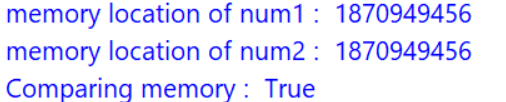 memory location of num1 :  1870949456
memory location of num2 :  1870949456
Comparing memory :  True